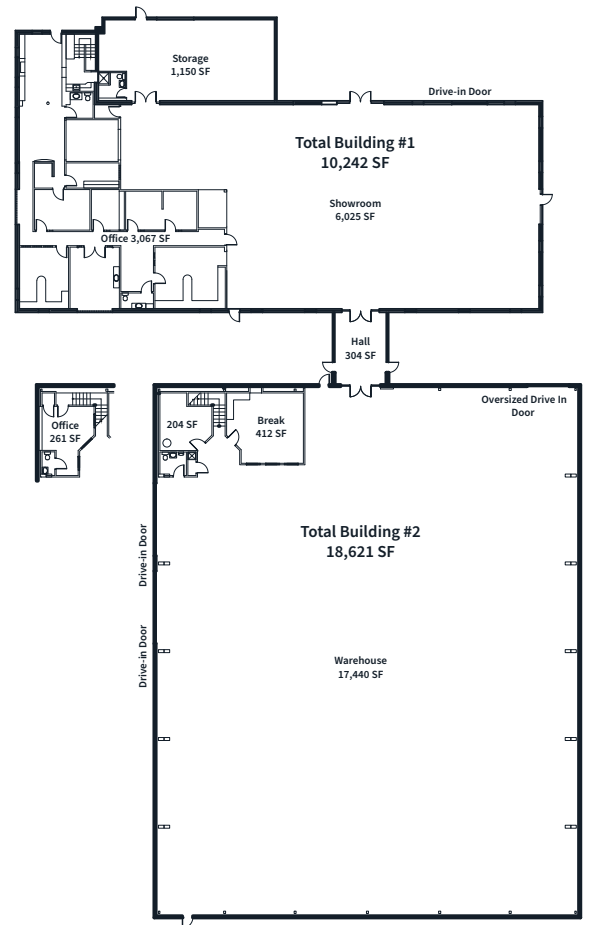 Storage
1,150 SF
Drive-in Door
Total Building #1
10,242 SF
Showroom
6,025 SF
Office 3,067 SF
Hall
304 SF
Office
261 SF
204 SF
Break
412 SF
Oversized Drive In
Door
Total Building #2
18,621 SF
Drive-in Door
Drive-in Door
Warehouse
17,440 SF